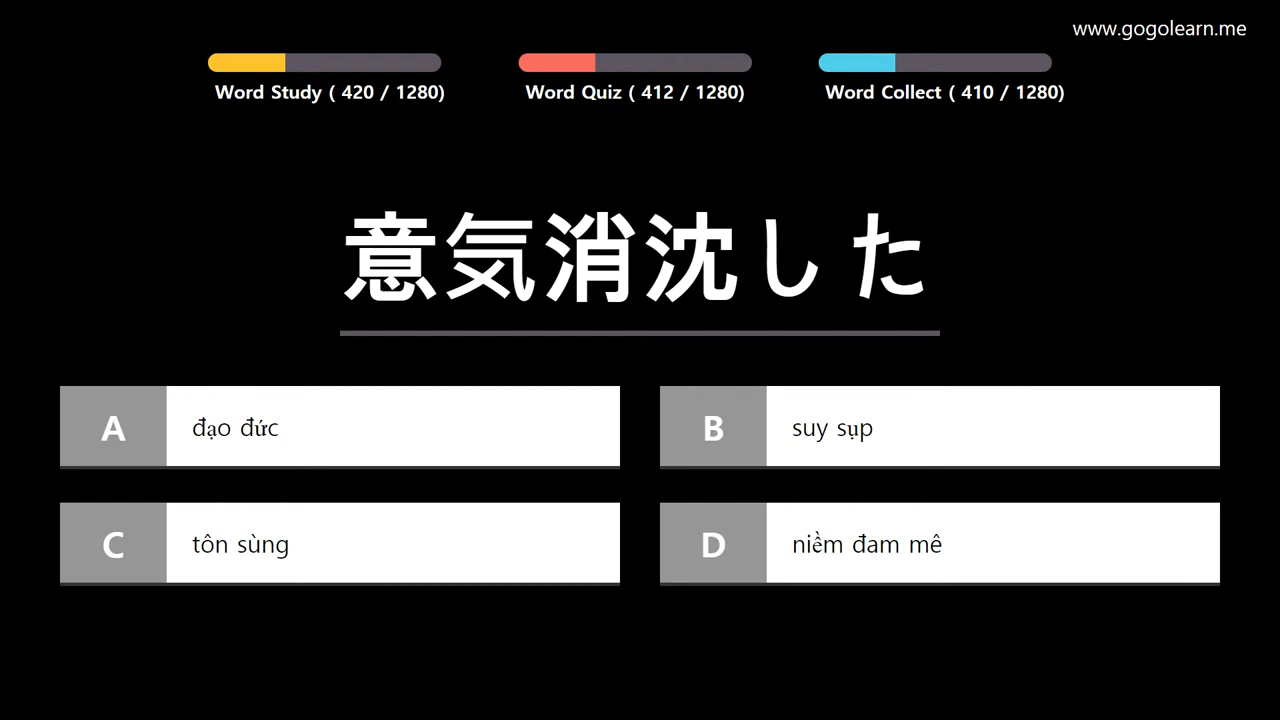 www.gogolearn.me
Word Study ( 420 / 1280)
Word Quiz ( 412 / 1280)
Word Collect ( 410 / 1280)
意気消沈した
A
đạo đức
B
suy sụp
C
tôn sùng
D
niềm đam mê